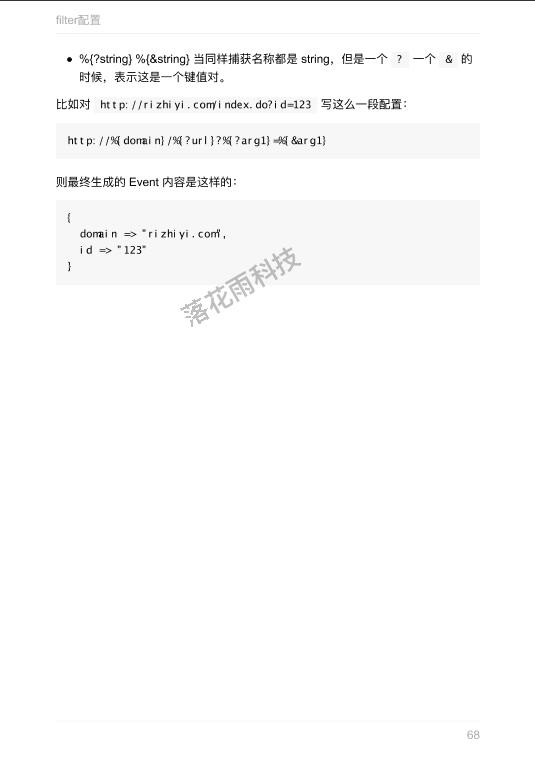 filter配置
● %{?string} %{&string} 当同样捕获名称都是 string，但是一个 ? 一个 & 的
时候，表示这是一个键值对。
比如对 http://rizhiyi.com/index.do?id=123 写这么一段配置：
http://%{domain}/%{?url}?%{?arg1}=%{&arg1}
则最终生成的 Event 内容是这样的：
{
domain => "rizhiyi.com",
id => "123"
}
落花雨科技
68